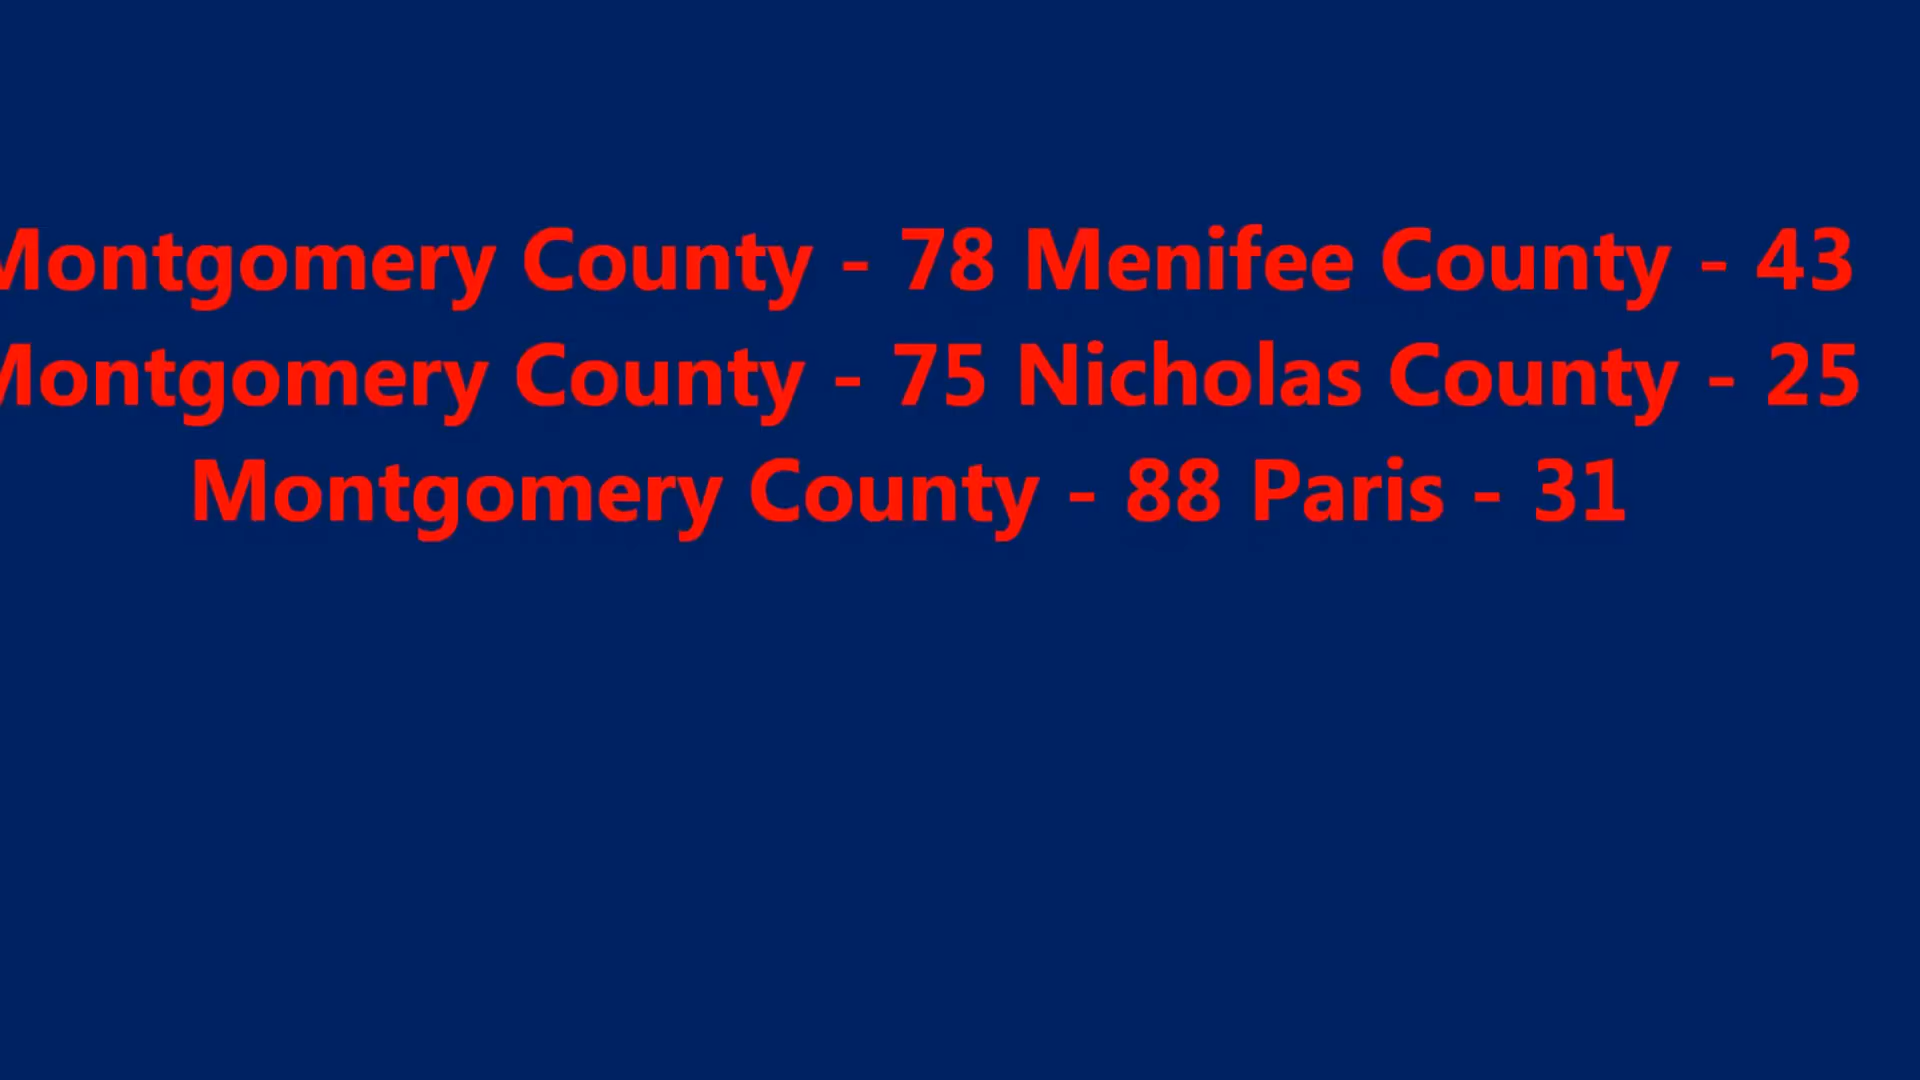 Montgomery County - 78 Menifee County - 43
Montgomery County - 75 Nicholas County - 25
Montgomery County - 88 Paris - 31